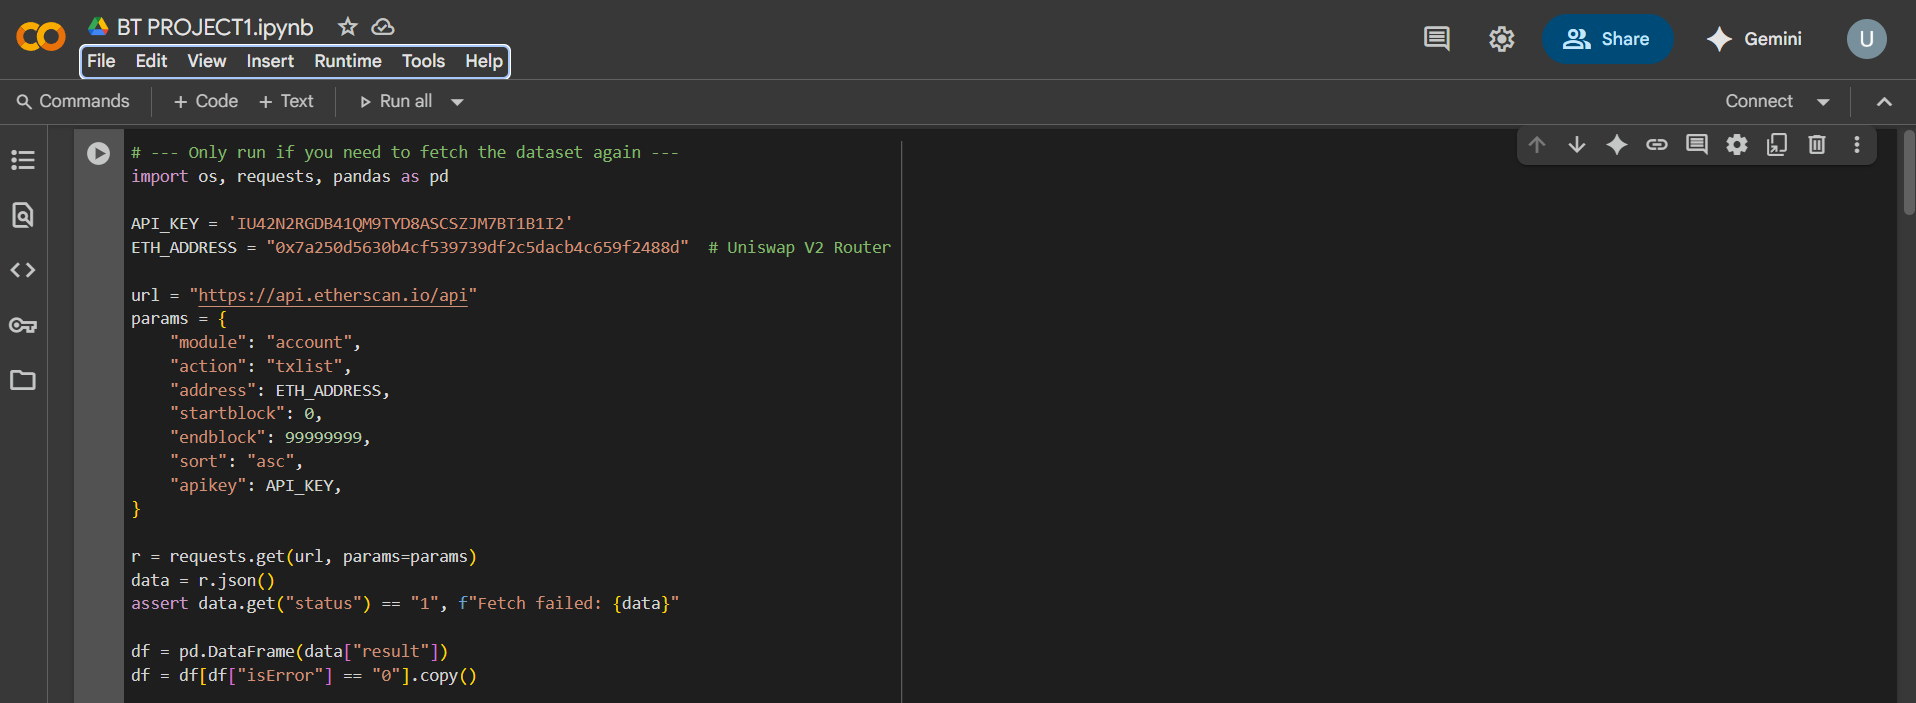 BT PROJECT1.ipynb
File Edit View Insert Runtime Tools Help
Share
Gemini
U
Commands + Code + Text Run all
Connect
# --- Only run if you need to fetch the dataset again ---
import os, requests, pandas as pd
API_KEY = 'IU42N2RGDB41QM9TYD8ASCSZJM7BT1B1I2'
ETH_ADDRESS = "0x7a250d5630b4cf539739df2c5dacb4c659f2488d"  # Uniswap V2 Router
url = "https://api.etherscan.io/api"
params = {
    "module": "account",
    "action": "txlist",
    "address": ETH_ADDRESS,
    "startblock": 0,
    "endblock": 99999999,
    "sort": "asc",
    "apikey": API_KEY,
}
r = requests.get(url, params=params)
data = r.json()
assert data.get("status") == "1", f"Fetch failed: {data}"
df = pd.DataFrame(data["result"])
df = df[df["isError"] == "0"].copy()